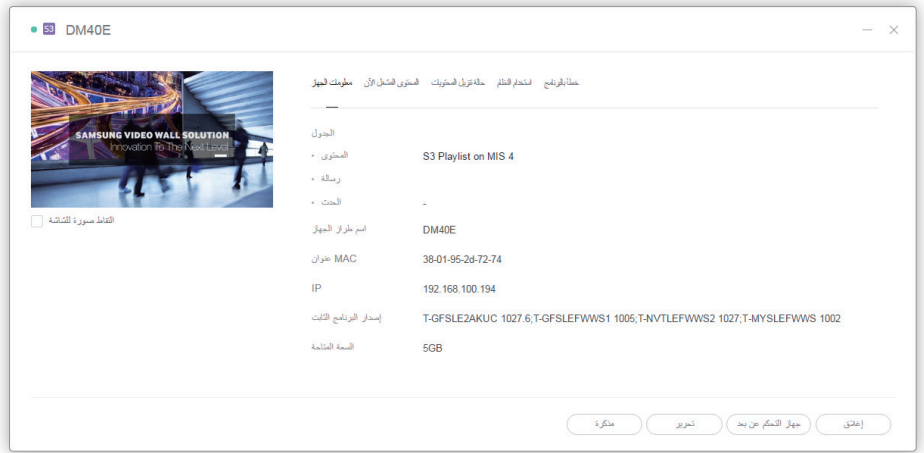 S3 DM40E
معلومات الجهاز المحتوى المشغل الآن حالة تنزيل المحتويات استخدام النظام خطأ بالبرنامج
SAMSUNG VIDEO WALL SOLUTION
Innovation To The Next Level
التقاط صورة للشاشة
الجدول
المحتوى S3 Playlist on MIS 4
رسالة
الحدث -
اسم طراز الجهاز DM40E
عنوان MAC 38-01-95-2d-72-74
IP 192.168.100.194
إصدار البرنامج الثابت T-GFSLE2AKUC 1027.6;T-GFSLEFWWS1 1005;T-NVTLEFWWS2 1027;T-MYSLEFWWS 1002
السعة المتاحة 5GB
مذكرة تحرير جهاز التحكم عن بعد إغلاق